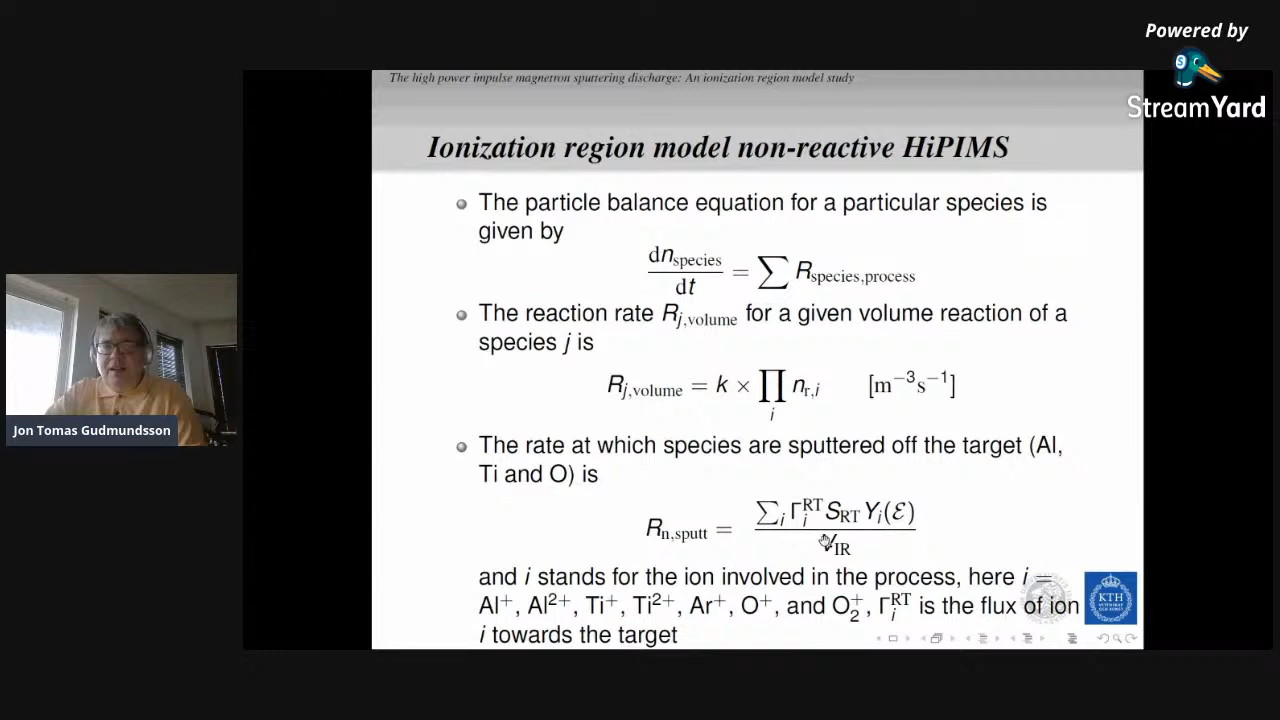 Powered by
StreamYard
The high power impulse magnetron sputtering discharge: An ionization region model study
Ionization region model non-reactive HiPIMS
The particle balance equation for a particular species is
given by
dn_species/dt = ∑ R_species,process
The reaction rate R_j,volume for a given volume reaction of a
species j is
R_j,volume = k × ∏_i n_r,i [m⁻³s⁻¹]
The rate at which species are sputtered off the target (Al,
Ti and O) is
R_n,sputt = ∑_i Γ_i^RT S_RT Y_i(ℰ) / V_IR
and i stands for the ion involved in the process, here i =
Al⁺, Al²⁺, Ti⁺, Ti²⁺, Ar⁺, O⁺, and O₂⁺, Γ_i^RT is the flux of ion
i towards the target
KTH
Jon Tomas Gudmundsson